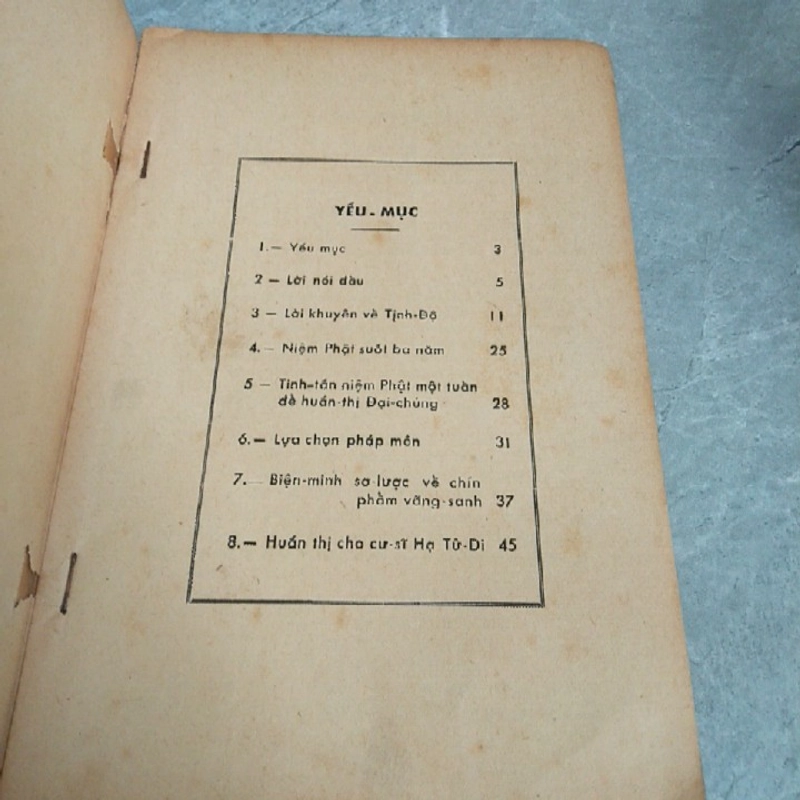 YẾU - MỤC
1.— Yếu mục 3
2 — Lời nói đầu 5
3 — Lời khuyên về Tịnh-Độ 11
4.— Niệm Phật suốt ba năm 25
5 — Tinh-tấn niệm Phật một tuần
để huấn-thị Đại-chúng 28
6.— Lựa chọn pháp môn 31
7.— Biện-minh sơ-lược về chín
phẩm vãng-sanh 37
8.— Huấn thị cho cư-sĩ Hạ Tử-Di 45